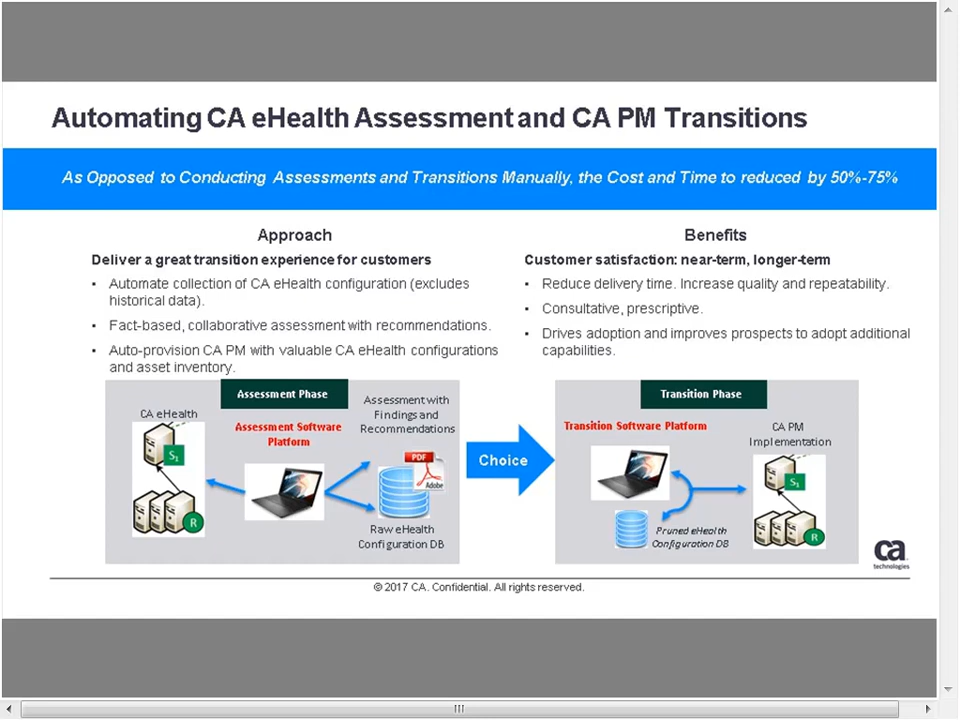 Automating CA eHealth Assessment and CA PM Transitions
As Opposed to Conducting Assessments and Transitions Manually, the Cost and Time to reduced by 50%-75%
Approach
Deliver a great transition experience for customers
▪ Automate collection of CA eHealth configuration (excludes
historical data).
▪ Fact-based, collaborative assessment with recommendations.
▪ Auto-provision CA PM with valuable CA eHealth configurations
and asset inventory.
Benefits
Customer satisfaction: near-term, longer-term
▪ Reduce delivery time. Increase quality and repeatability.
▪ Consultative, prescriptive.
▪ Drives adoption and improves prospects to adopt additional
capabilities.
Assessment Phase
CA eHealth
S1
R
Assessment Software
Platform
Assessment with
Findings and
Recommendations
PDF
Adobe
Raw eHealth
Configuration DB
Choice
Transition Phase
Transition Software Platform
Pruned eHealth
Configuration DB
CA PM
Implementation
S1
R
ca
technologies
© 2017 CA. Confidential. All rights reserved.